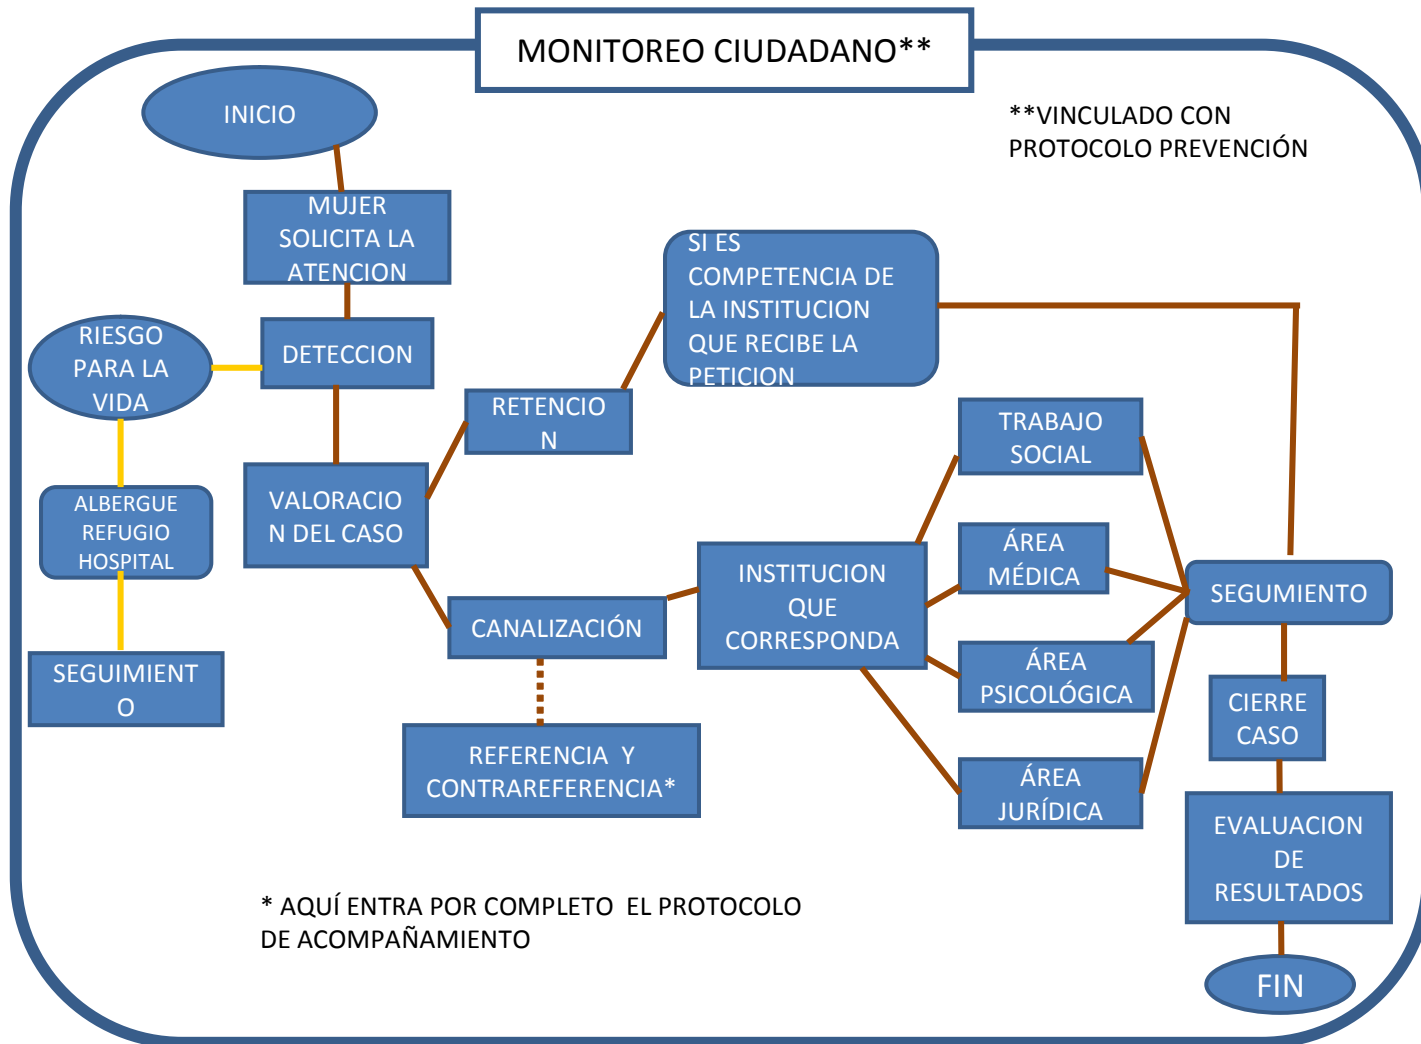 MONITOREO CIUDADANO**
INICIO
**VINCULADO CON
PROTOCOLO PREVENCIÓN
MUJER
SOLICITA LA
ATENCION
SI ES
COMPETENCIA DE
LA INSTITUCION
QUE RECIBE LA
PETICION
RIESGO
PARA LA
VIDA
DETECCION
RETENCIO
N
TRABAJO
SOCIAL
ALBERGUE
REFUGIO
HOSPITAL
VALORACIO
N DEL CASO
ÁREA
MÉDICA
INSTITUCION
QUE
CORRESPONDA
SEGUMIENTO
CANALIZACIÓN
SEGUIMIENT
O
ÁREA
PSICOLÓGICA
CIERRE
CASO
REFERENCIA Y
CONTRAREFERENCIA*
ÁREA
JURÍDICA
EVALUACION
DE
RESULTADOS
* AQUÍ ENTRA POR COMPLETO EL PROTOCOLO
DE ACOMPAÑAMIENTO
FIN